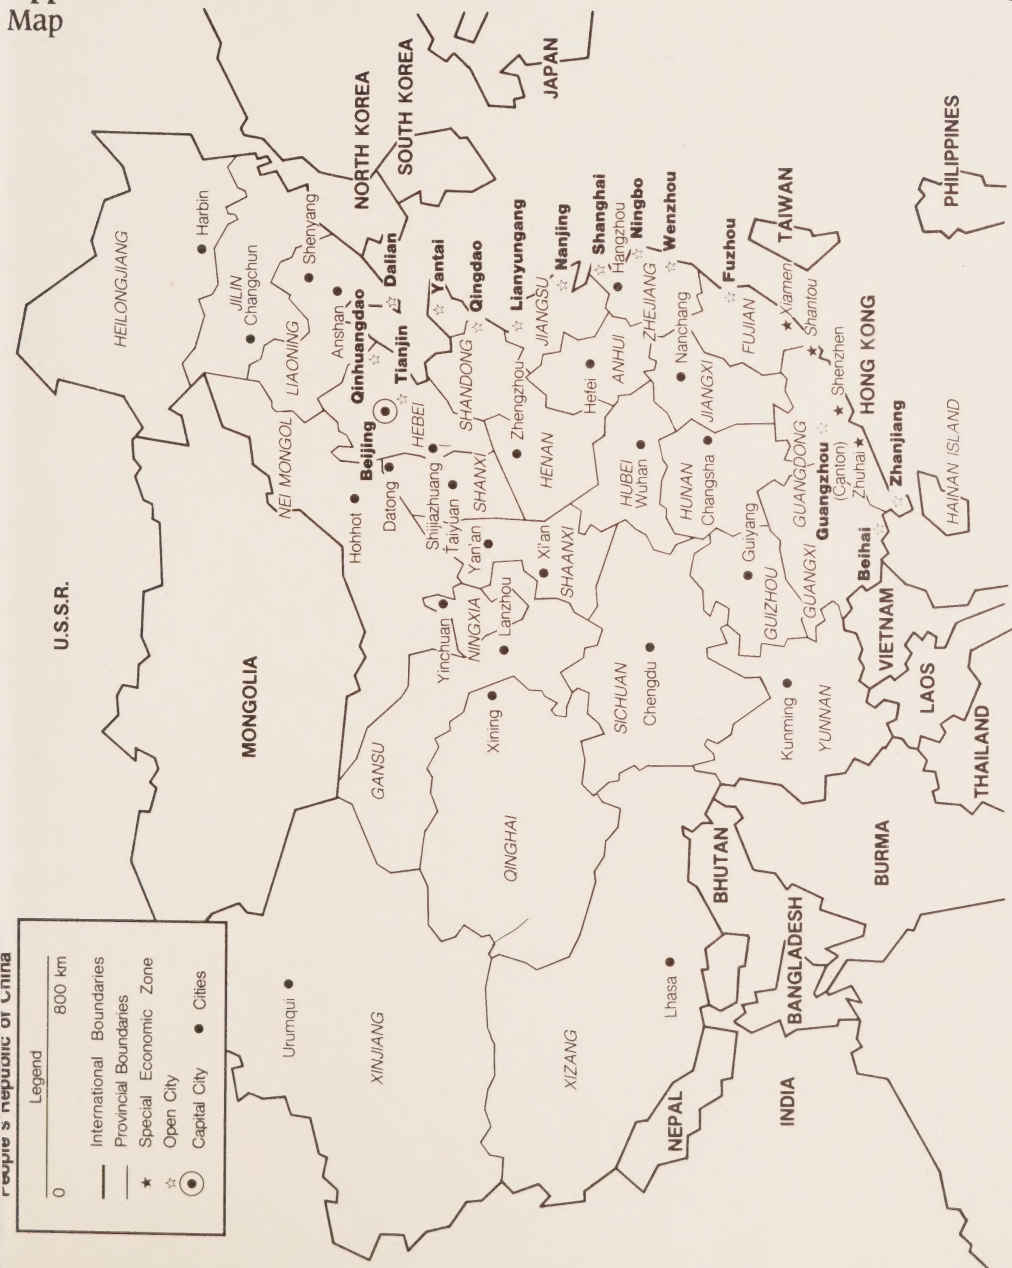 Map
People's Republic of China
Legend
0 800 km
International Boundaries
Provincial Boundaries
Special Economic Zone
Open City
Capital City
Cities
U.S.S.R.
MONGOLIA
HEILONGJIANG
Harbin
JILIN
Changchun
LIAONING
Shenyang
Anshan
NORTH KOREA
SOUTH KOREA
JAPAN
NEI MONGOL
Hohhot
Beijing
Qinhuangdao
Tianjin
Dalian
Datong
HEBEI
Shijiazhuang
Taiyuan
SHANXI
Yantai
Qingdao
SHANDONG
Lianyungang
JIANGSU
Nanjing
Shanghai
Hangzhou
Ningbo
Wenzhou
ZHEJIANG
Zhengzhou
HENAN
Hefei
ANHUI
Yan'an
Xi'an
SHAANXI
Yinchuan
NINGXIA
Lanzhou
GANSU
Xining
QINGHAI
Urumqui
XINJIANG
XIZANG
Lhasa
SICHUAN
Chengdu
HUBEI
Wuhan
HUNAN
Changsha
Nanchang
JIANGXI
FUJIAN
Fuzhou
TAIWAN
Xiamen
Shantou
Shenzhen
HONG KONG
GUANGDONG
Guangzhou
(Canton)
Zhuhai
Zhanjiang
HAINAN ISLAND
Beihai
GUANGXI
Guiyang
GUIZHOU
Kunming
YUNNAN
VIETNAM
LAOS
THAILAND
BURMA
BHUTAN
BANGLADESH
INDIA
NEPAL
PHILIPPINES